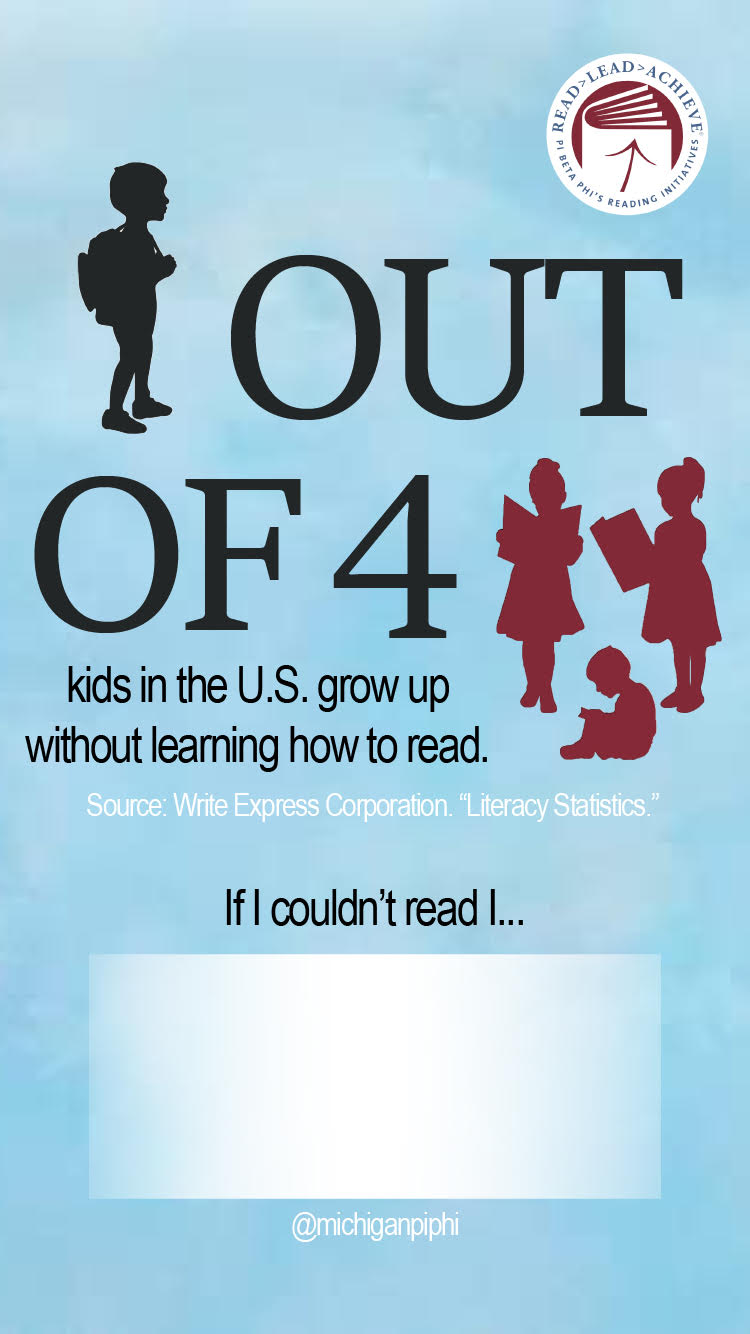 READ>LEAD>ACHIEVE®
PI BETA PHI'S READING INITIATIVES
OUT
OF 4
kids in the U.S. grow up
without learning how to read.
Source: Write Express Corporation. “Literacy Statistics.”
If I couldn’t read I...
@michiganpiphi